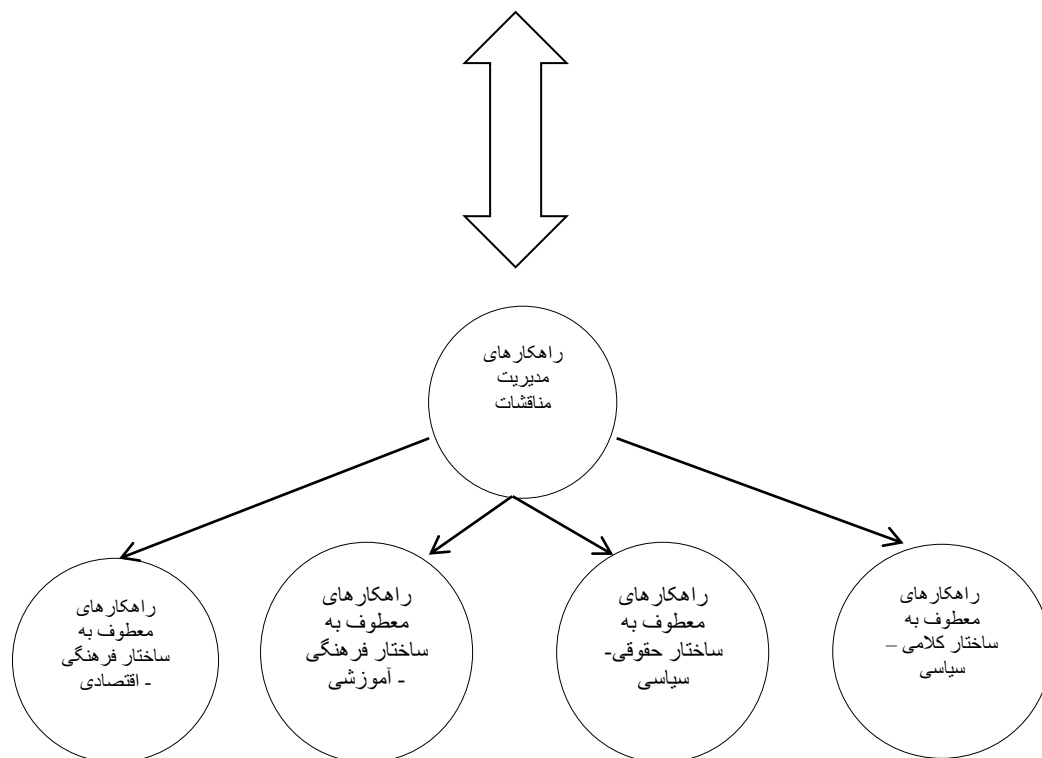 راهکارهای
مدیریت
مناقشات
راهکارهای
معطوف به
ساختار کلامی –
سیاسی
راهکارهای
معطوف به
ساختار حقوقی-
سیاسی
راهکارهای
معطوف به
ساختار فرهنگی
- آموزشی
راهکارهای
معطوف به
ساختار فرهنگی
- اقتصادی